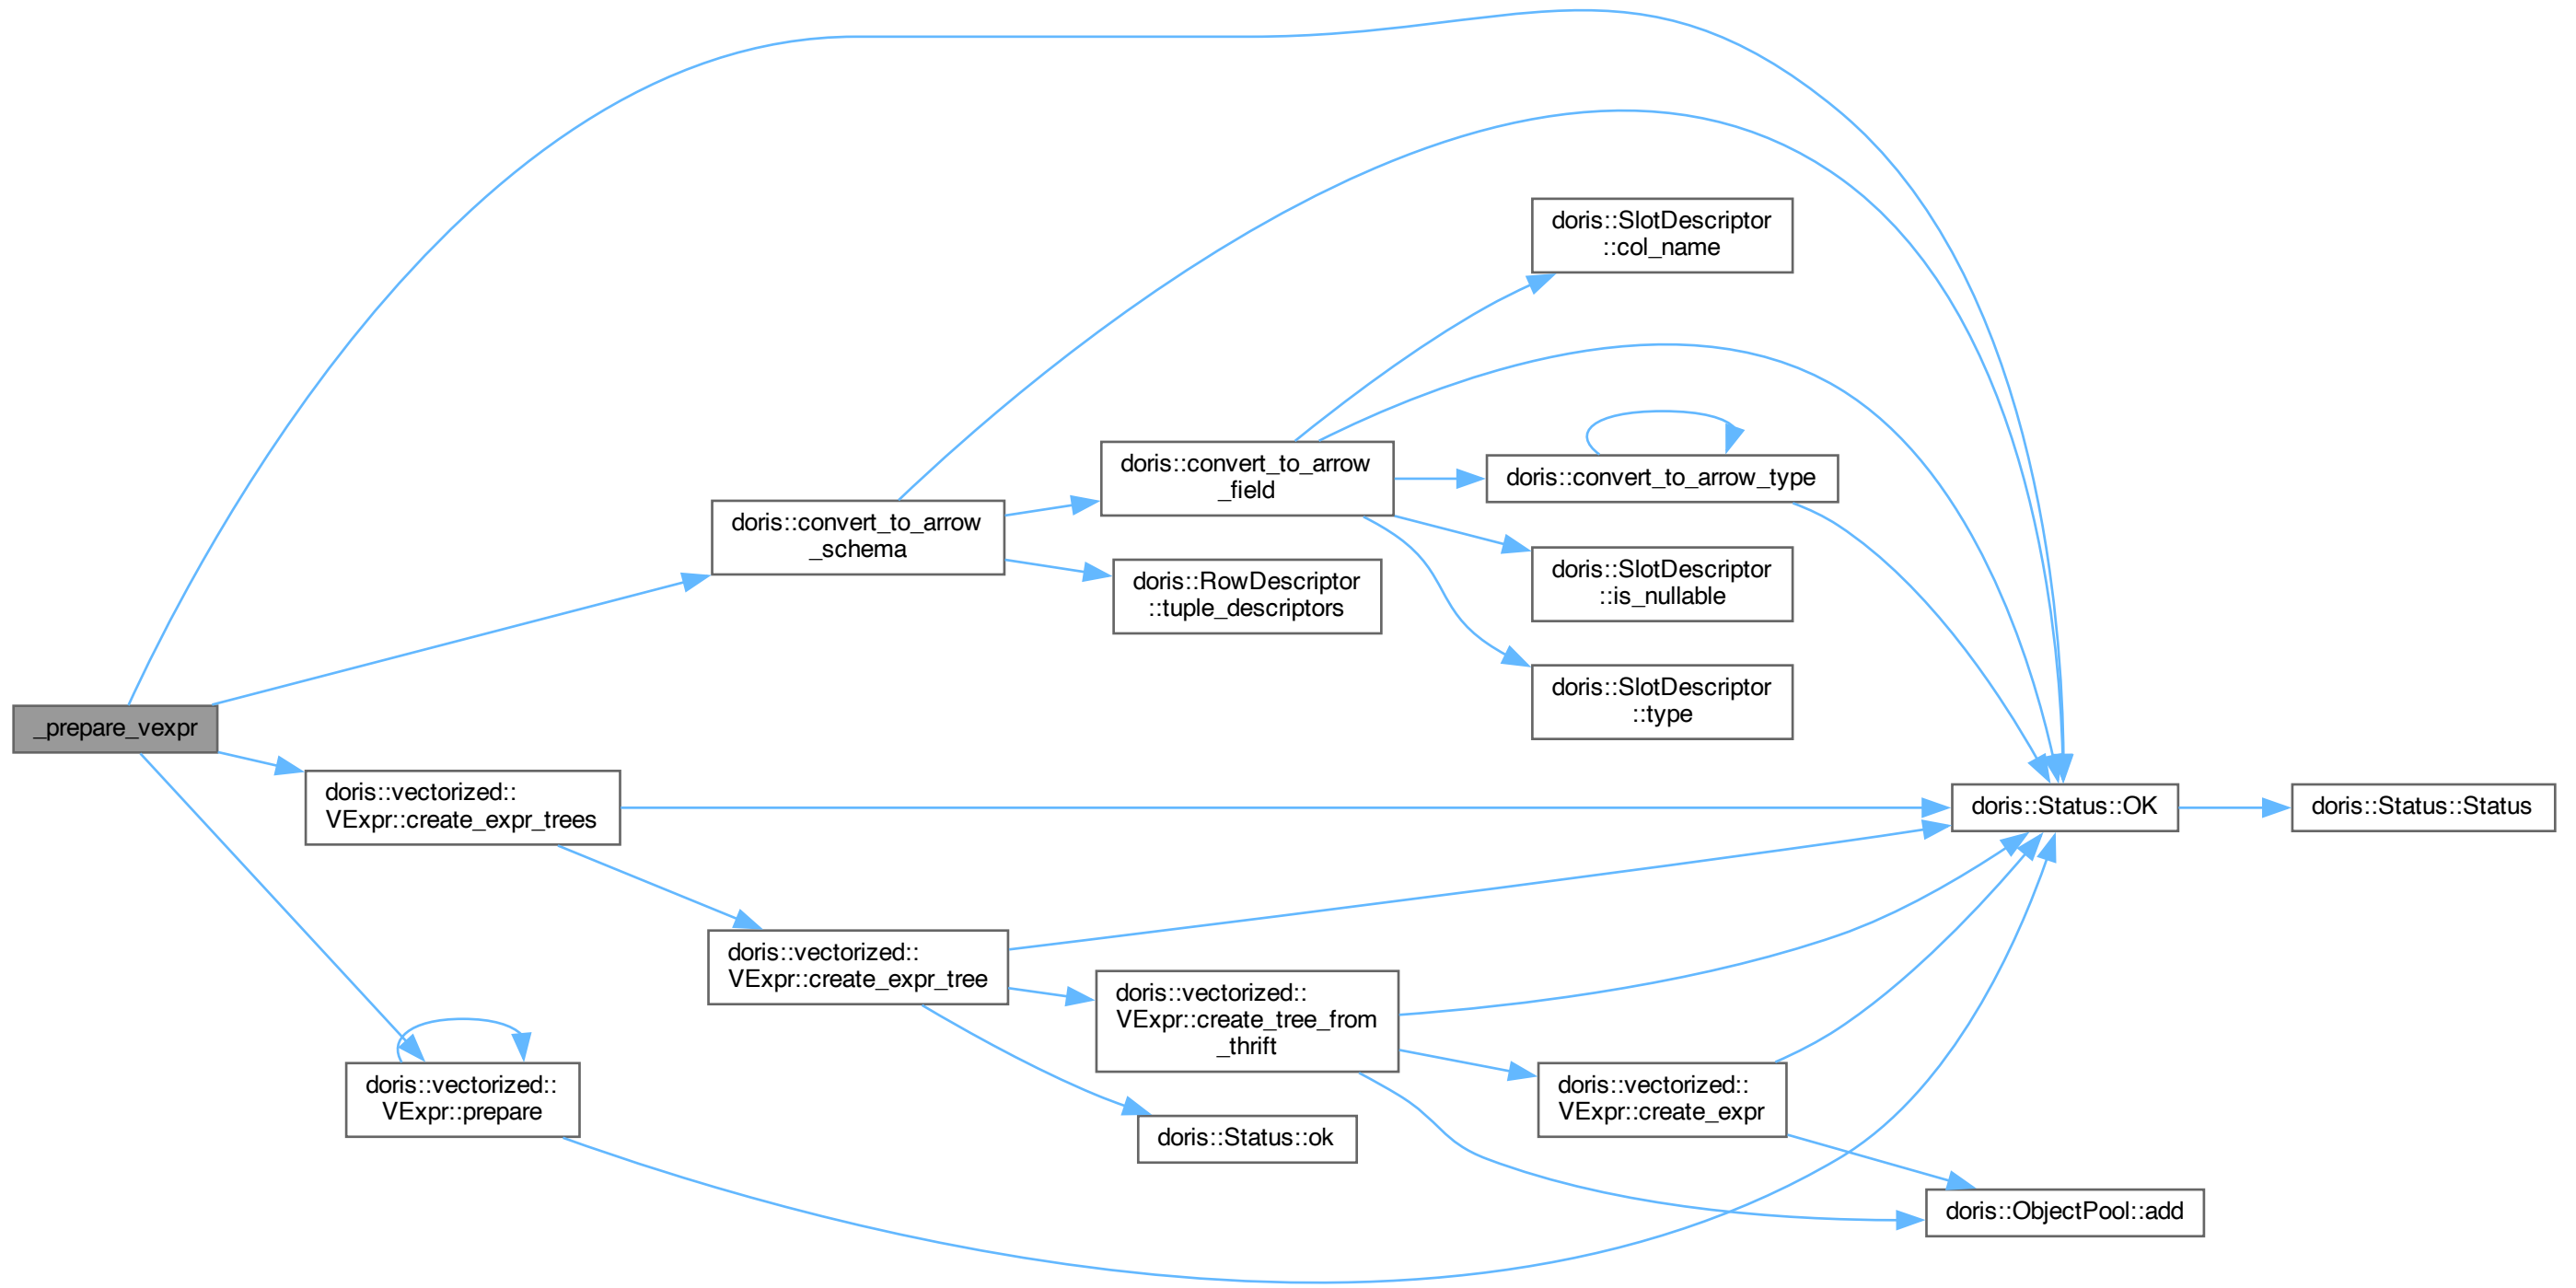 doris::SlotDescriptor
::col_name
doris::convert_to_arrow
_field
doris::convert_to_arrow_type
doris::convert_to_arrow
_schema
doris::SlotDescriptor
::is_nullable
doris::RowDescriptor
::tuple_descriptors
doris::SlotDescriptor
::type
_prepare_vexpr
doris::vectorized::
VExpr::create_expr_trees
doris::Status::OK
doris::Status::Status
doris::vectorized::
VExpr::create_expr_tree
doris::vectorized::
VExpr::create_tree_from
_thrift
doris::vectorized::
VExpr::prepare
doris::vectorized::
VExpr::create_expr
doris::Status::ok
doris::ObjectPool::add